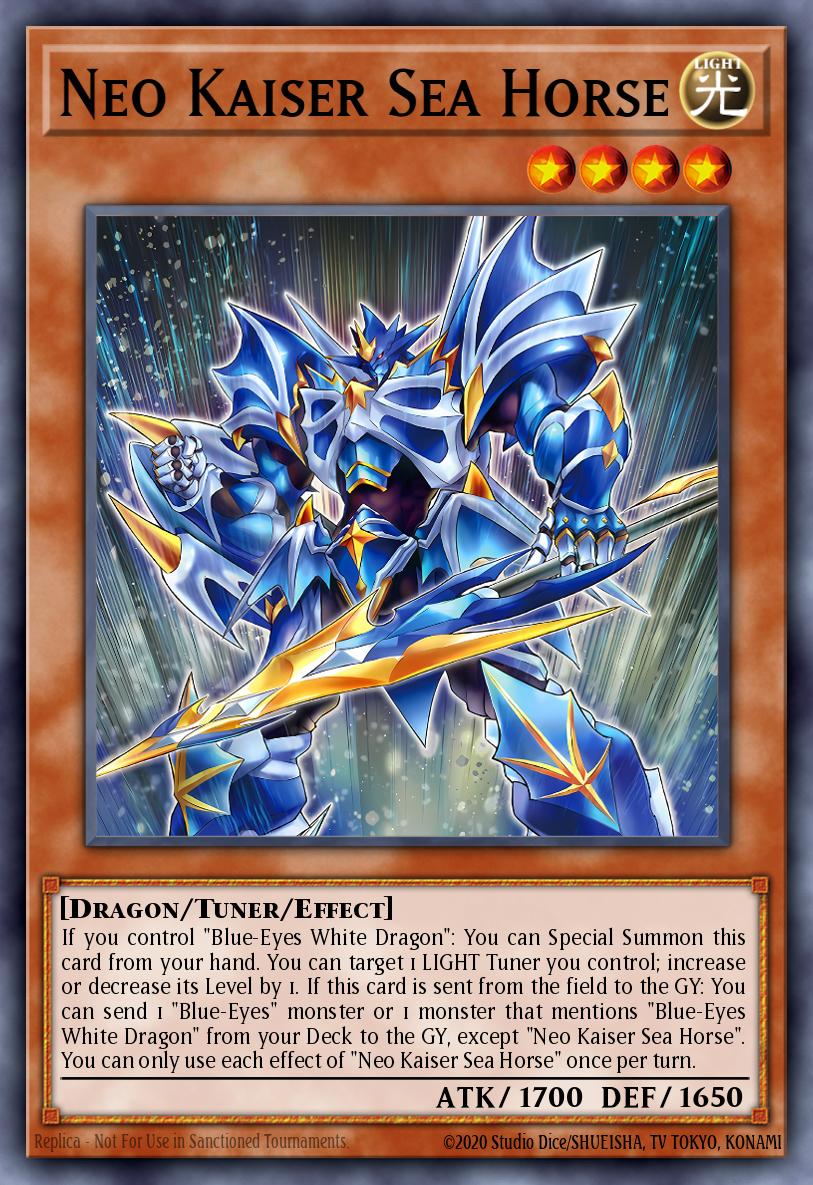 Neo Kaiser Sea Horse
LIGHT
光
[Dragon/Tuner/Effect]
If you control "Blue-Eyes White Dragon": You can Special Summon this
card from your hand. You can target 1 LIGHT Tuner you control; increase
or decrease its Level by 1. If this card is sent from the field to the GY: You
can send 1 "Blue-Eyes" monster or 1 monster that mentions "Blue-Eyes
White Dragon" from your Deck to the GY, except "Neo Kaiser Sea Horse".
You can only use each effect of "Neo Kaiser Sea Horse" once per turn.
ATK/ 1700 DEF/ 1650
Replica - Not For Use in Sanctioned Tournaments.
©2020 Studio Dice/SHUEISHA, TV TOKYO, KONAMI